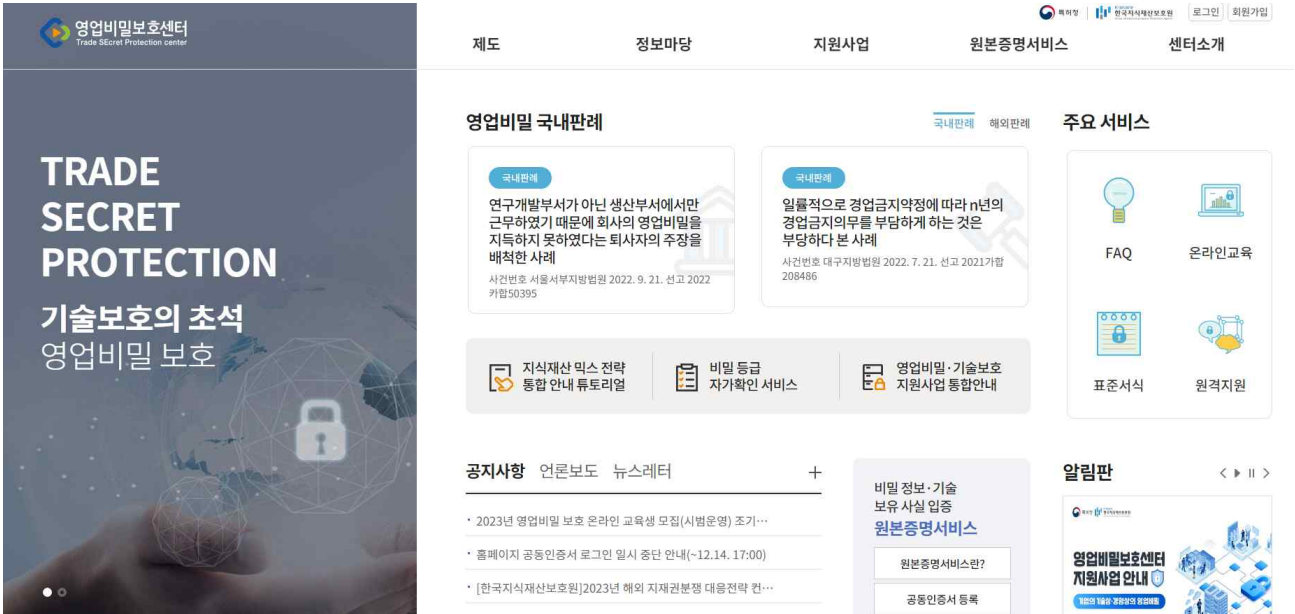 영업비밀보호센터
Trade SEcret Protection center
특허청
한국지식재산보호원
로그인
회원가입
제도
정보마당
지원사업
원본증명서비스
센터소개
TRADE
SECRET
PROTECTION
기술보호의 초석
영업비밀 보호
영업비밀 국내판례
국내판례
해외판례
국내판례
연구개발부서가 아닌 생산부서에서만
근무하였기 때문에 회사의 영업비밀을
지득하지 못하였다는 퇴사자의 주장을
배척한 사례
사건번호 서울서부지방법원 2022. 9. 21. 선고 2022
카합50395
국내판례
일률적으로 경업금지약정에 따라 n년의
경업금지의무를 부담하게 하는 것은
부당하다 본 사례
사건번호 대구지방법원 2022. 7. 21. 선고 2021가합
208486
주요 서비스
FAQ
온라인교육
표준서식
원격지원
지식재산 믹스 전략
통합 안내 튜토리얼
비밀 등급
자가확인 서비스
영업비밀·기술보호
지원사업 통합안내
공지사항
언론보도
뉴스레터
· 2023년 영업비밀 보호 온라인 교육생 모집(시범운영) 조기…
· 홈페이지 공동인증서 로그인 일시 중단 안내(~12.14. 17:00)
· [한국지식재산보호원]2023년 해외 지재권분쟁 대응전략 컨…
비밀 정보·기술
보유 사실 입증
원본증명서비스
원본증명서비스란?
공동인증서 등록
알림판
영업비밀보호센터
지원사업 안내
기업의 기술상·경영상의 영업비밀